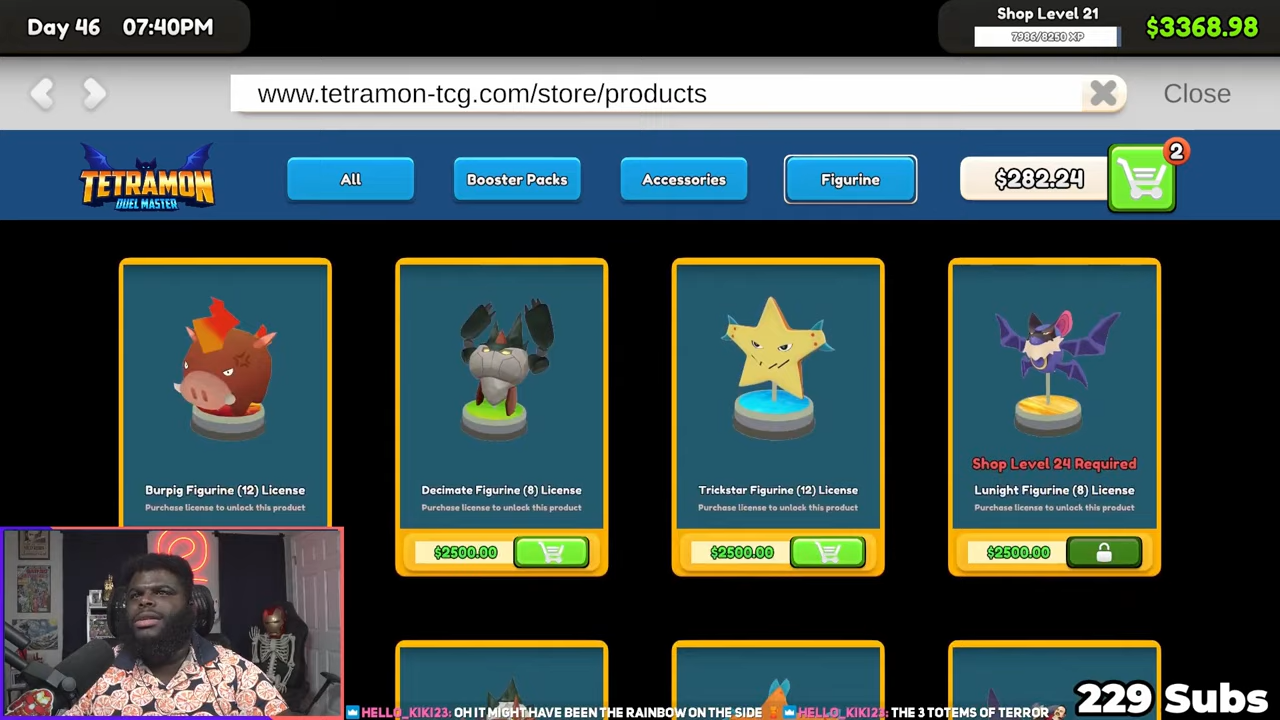 Day 46 07:40PM
Shop Level 21
7986/8250 XP
$3368.98
www.tetramon-tcg.com/store/products
Close
TETRAMON
DUEL MASTER
All
Booster Packs
Accessories
Figurine
$282.24
2
Shop Level 24 Required
Burpig Figurine (12) License
Purchase license to unlock this product
Decimate Figurine (8) License
Purchase license to unlock this product
Trickstar Figurine (12) License
Purchase license to unlock this product
Lunight Figurine (8) License
Purchase license to unlock this product
$2500.00
$2500.00
$2500.00
229 Subs
HELLO_KIKI23: OH IT MIGHT HAVE BEEN THE RAINBOW ON THE SIDE HELLO_KIKI23: THE 3 TOTEMS OF TERROR